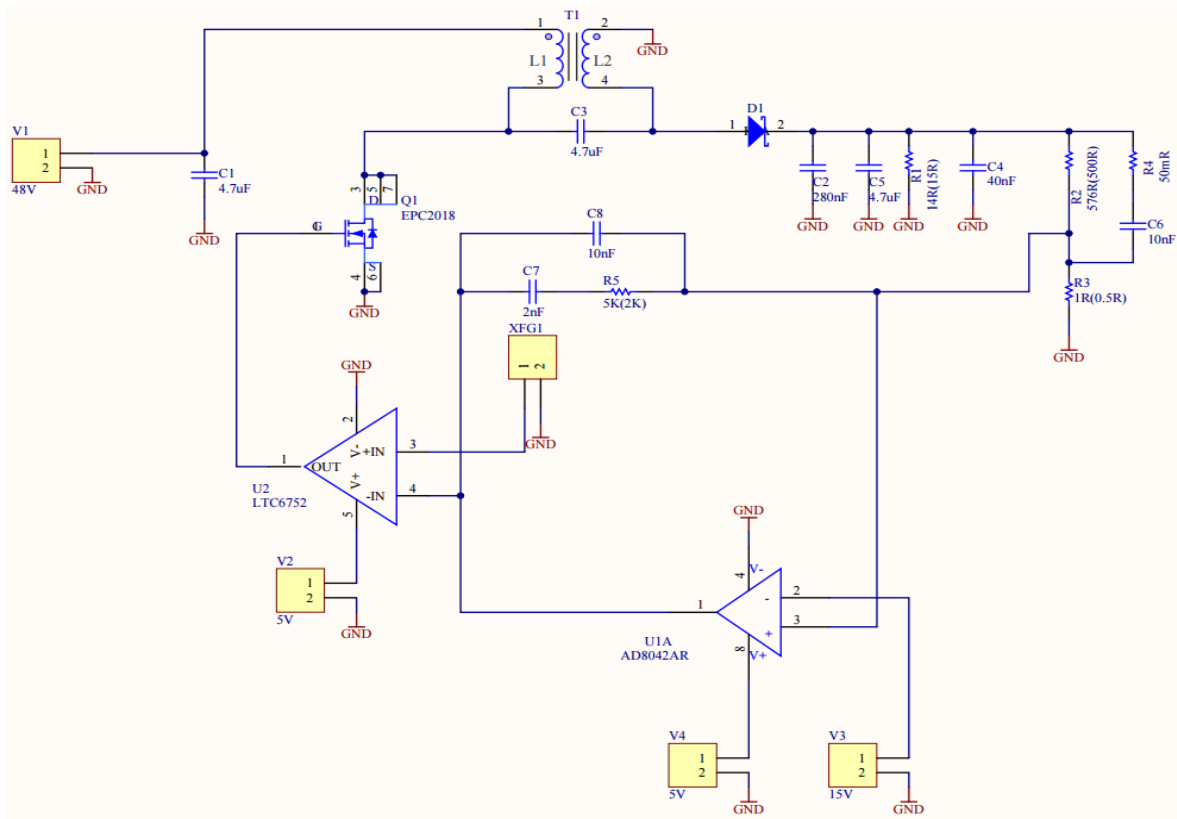 T1
1
2
L1
L2
3
4
GND
V1
1
2
48V
GND
C1
4.7uF
GND
C3
4.7uF
D1
1
2
C2
280nF
GND
C5
4.7uF
GND
R1
14R(15R)
GND
C4
40nF
GND
R2
576R(500R)
R4
50mR
C6
10nF
R3
1R(0.5R)
GND
3
5
7
D
Q1
EPC2018
G
S
4
6
GND
C8
10nF
C7
2nF
R5
5K(2K)
XFG1
1
2
GND
GND
2
V-
+IN
3
1
OUT
V+
-IN
4
U2
LTC6752
5
V2
1
2
5V
GND
GND
4
V-
-
2
1
+
3
U1A
AD8042AR
8
V+
V4
1
2
5V
GND
V3
1
2
15V
GND